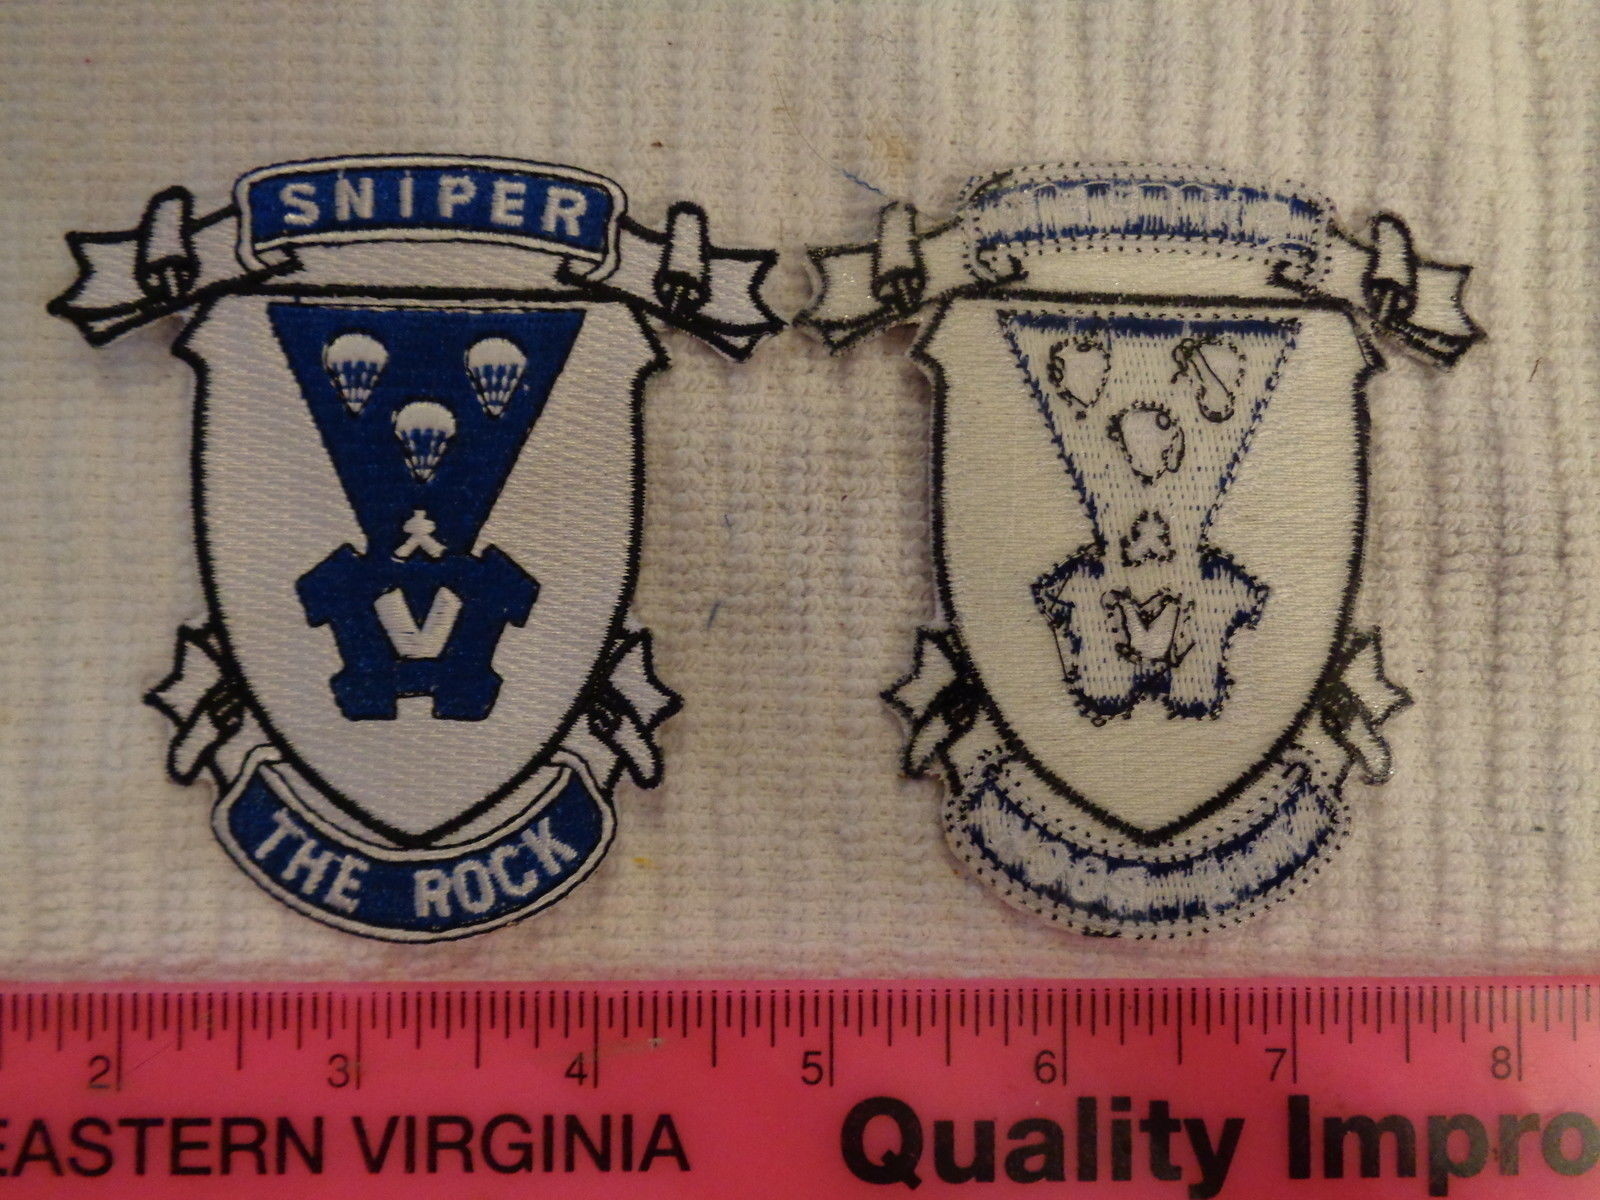 SNIPER
V
THE ROCK
2 3 4 5 6 7 8
EASTERN VIRGINIA
Quality Impro